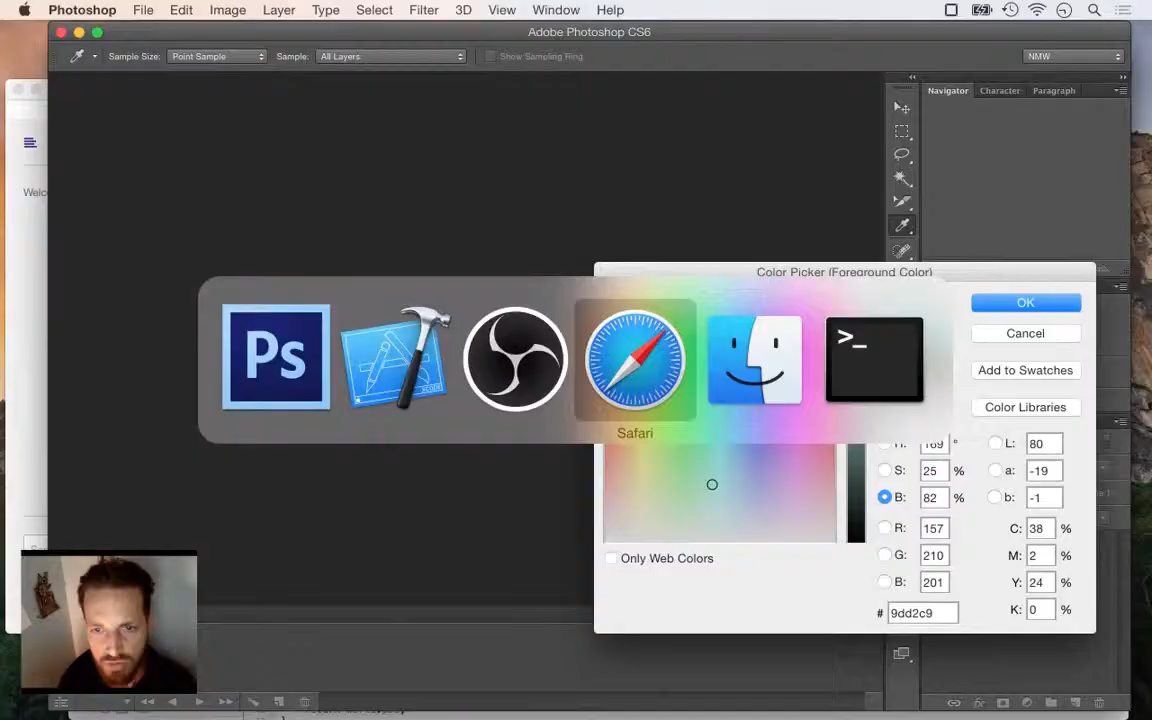 Photoshop File Edit Image Layer Type Select Filter 3D View Window Help
Adobe Photoshop CS6
Sample Size: Point Sample Sample: All Layers Show Sampling Ring NMW
Navigator Character Paragraph
Welc
Color Picker (Foreground Color)
OK
Cancel
Add to Swatches
Color Libraries
Ps
>_
Safari
H: 169 ° L: 80
S: 25 % a: -19
B: 82 % b: -1
R: 157 C: 38 %
G: 210 M: 2 %
B: 201 Y: 24 %
# 9dd2c9 K: 0 %
Only Web Colors